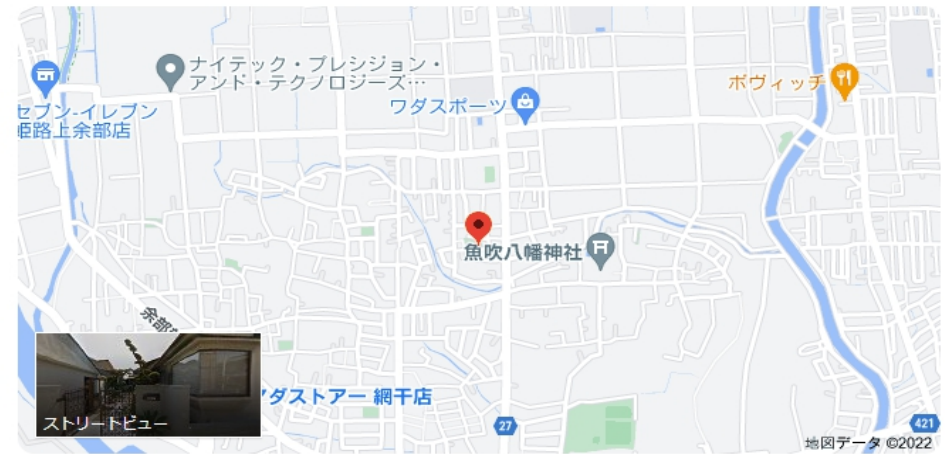 ナイテック・プレシジョン・
アンド・テクノロジーズ…
ボヴィッチ
ワダスポーツ
セブン-イレブン
姫路上余部店
魚吹八幡神社
余部
ダストアー 網干店
ストリートビュー
27
421
地図データ ©2022